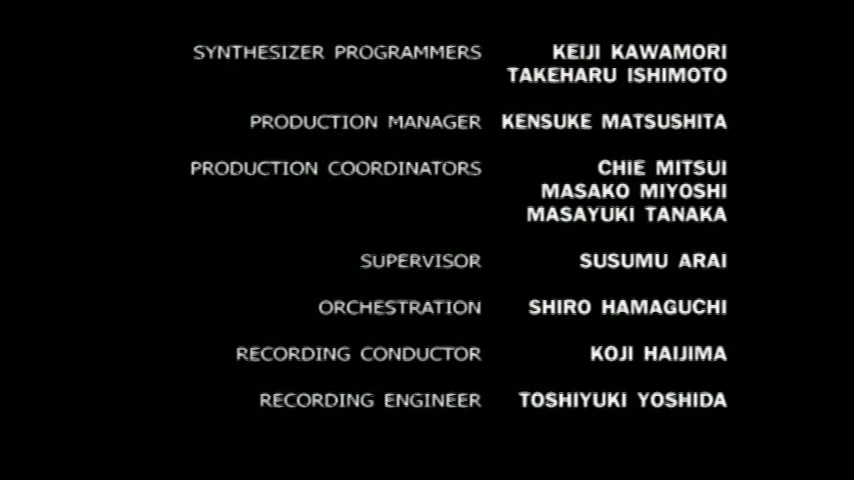 SYNTHESIZER PROGRAMMERS KEIJI KAWAMORI
TAKEHARU ISHIMOTO
PRODUCTION MANAGER KENSUKE MATSUSHITA
PRODUCTION COORDINATORS CHIE MITSUI
MASAKO MIYOSHI
MASAYUKI TANAKA
SUPERVISOR SUSUMU ARAI
ORCHESTRATION SHIRO HAMAGUCHI
RECORDING CONDUCTOR KOJI HAIJIMA
RECORDING ENGINEER TOSHIYUKI YOSHIDA